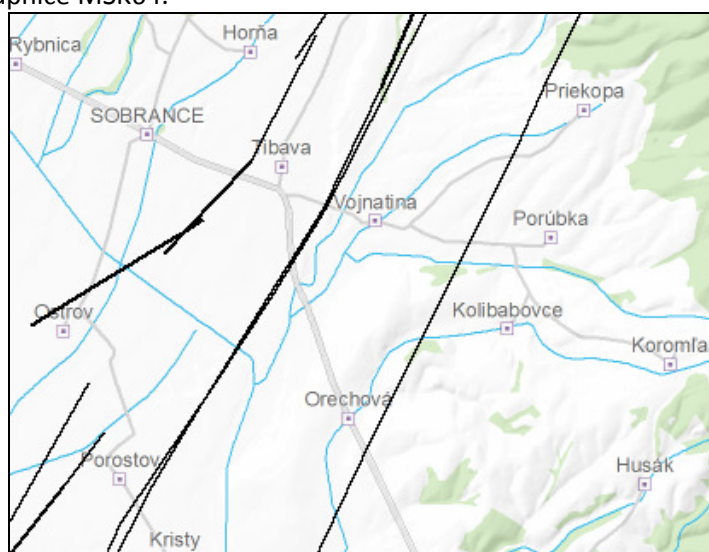 Horňa
Rybnica
Priekopa
SOBRANCE
Tibava
Vojnatina
Porúbka
Ostrov
Kolibabovce
Koromľa
Orechová
Porostov
Husák
Kristy